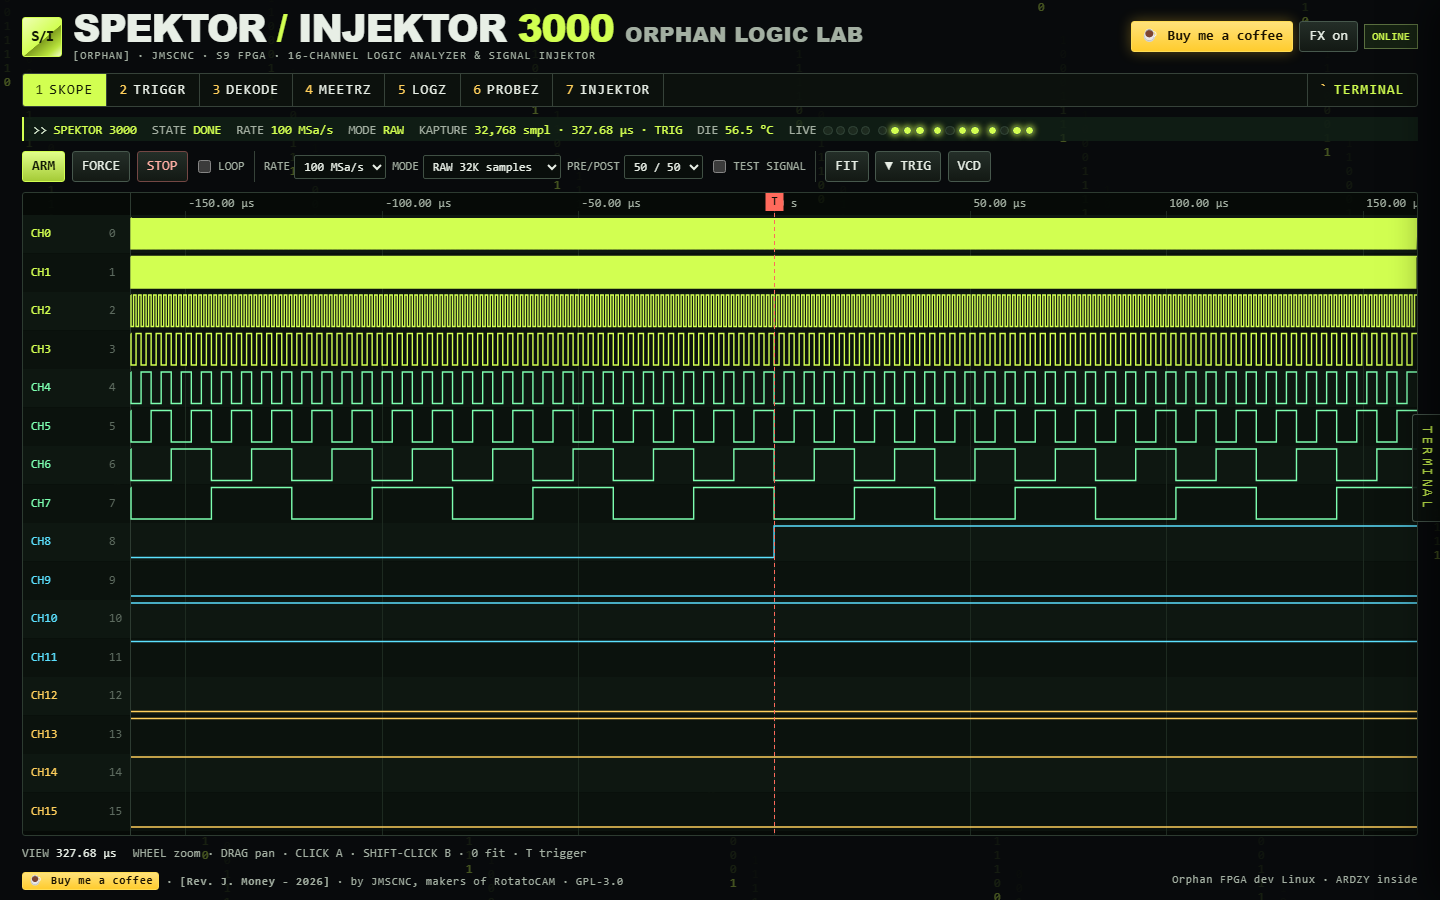 S/I SPEKTOR / INJEKTOR 3000 ORPHAN LOGIC LAB
[ORPHAN] · JMSCNC · S9 FPGA · 16-CHANNEL LOGIC ANALYZER & SIGNAL INJEKTOR
Buy me a coffee FX on ONLINE
1 SKOPE 2 TRIGGR 3 DEKODE 4 MEETRZ 5 LOGZ 6 PROBEZ 7 INJEKTOR ` TERMINAL
>> SPEKTOR 3000 STATE DONE RATE 100 MSa/s MODE RAW KAPTURE 32,768 smpl · 327.68 µs · TRIG DIE 56.5 °C LIVE
ARM FORCE STOP LOOP RATE 100 MSa/s MODE RAW 32K samples PRE/POST 50 / 50 TEST SIGNAL FIT ▼ TRIG VCD
-150.00 µs -100.00 µs -50.00 µs T s 50.00 µs 100.00 µs 150.00 µ
CH0 0
CH1 1
CH2 2
CH3 3
CH4 4
CH5 5
CH6 6
CH7 7
CH8 8
CH9 9
CH10 10
CH11 11
CH12 12
CH13 13
CH14 14
CH15 15
TERMINAL
VIEW 327.68 µs WHEEL zoom · DRAG pan · CLICK A · SHIFT-CLICK B · 0 fit · T trigger
Buy me a coffee · [Rev. J. Money - 2026] · by JMSCNC, makers of RotatoCAM · GPL-3.0
Orphan FPGA dev Linux · ARDZY inside